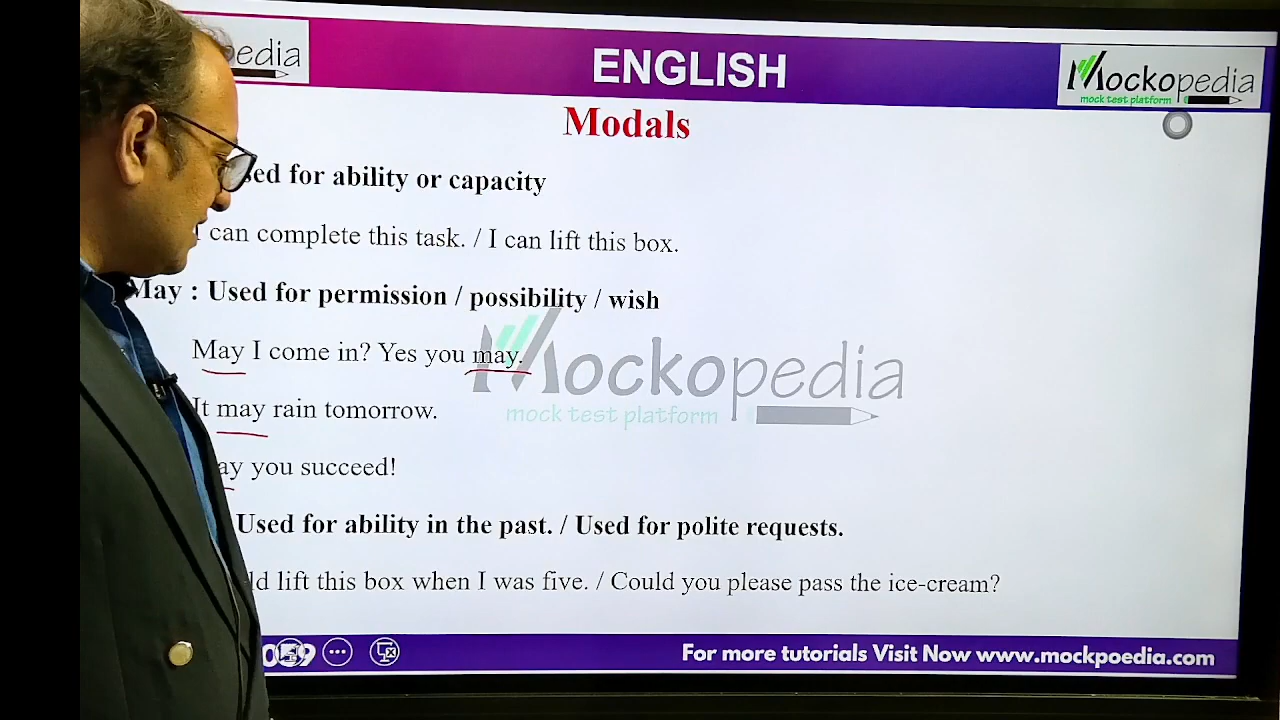 pedia
ENGLISH
Mockopedia
mock test platform
Modals
sed for ability or capacity
I can complete this task. / I can lift this box.
May : Used for permission / possibility / wish
May I come in? Yes you may.
Mockopedia
It may rain tomorrow.
mock test platform
ay you succeed!
Used for ability in the past. / Used for polite requests.
ld lift this box when I was five. / Could you please pass the ice-cream?
For more tutorials Visit Now www.mockpoedia.com